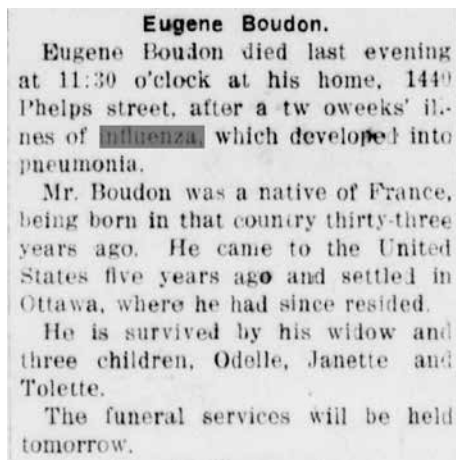 Eugene Boudon.
Eugene Boudon died last evening
at 11:30 o'clock at his home, 1440
Phelps street, after a tw oweeks' ill-
nes of influenza, which developed into
pneumonia.
Mr. Boudon was a native of France,
being born in that country thirty-three
years ago. He came to the United
States five years ago and settled in
Ottawa, where he had since resided.
He is survived by his widow and
three children, Odelle, Janette and
Tolette.
The funeral services will be held
tomorrow.